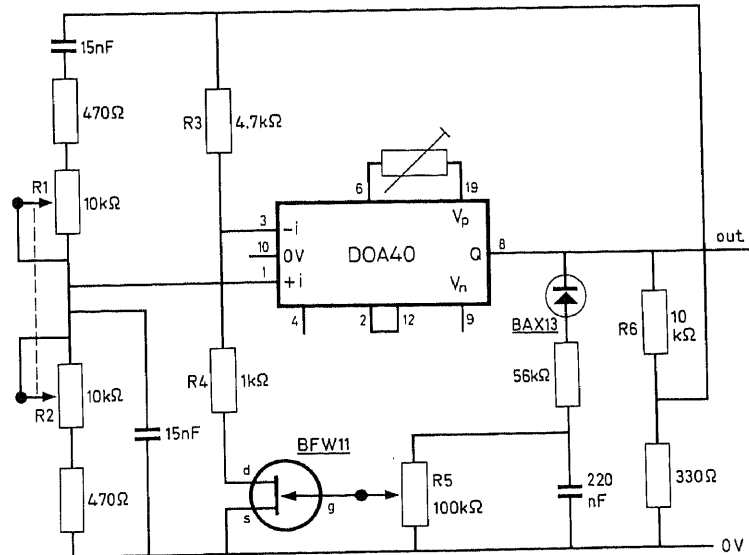 15nF
470Ω
R3
4.7kΩ
R1
10kΩ
6
19
Vp
3
-i
10
0V
DOA40
Q
8
out
1
+i
Vn
4
2
12
9
BAX13
R6
10
kΩ
R4
1kΩ
56kΩ
R2
10kΩ
15nF
BFW11
d
s
g
R5
100kΩ
470Ω
220
nF
330Ω
0V